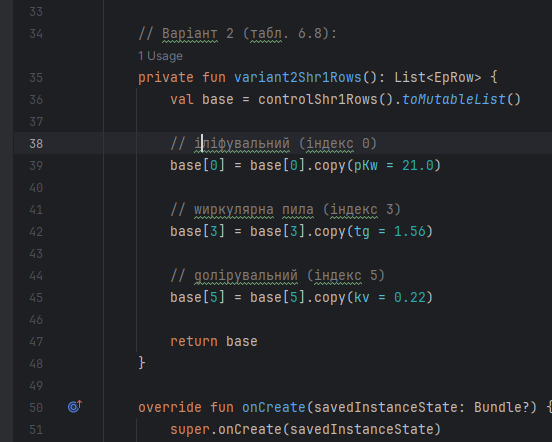 33
34 // Варіант 2 (табл. 6.8):
1 Usage
35 private fun variant2Shr1Rows(): List<EpRow> {
36 val base = controlShr1Rows().toMutableList()
37
38 // іліфувальний (індекс 0)
39 base[0] = base[0].copy(pKw = 21.0)
40
41 // wиркулярна пила (індекс 3)
42 base[3] = base[3].copy(tg = 1.56)
43
44 // qолірувальний (індекс 5)
45 base[5] = base[5].copy(kv = 0.22)
46
47 return base
48 }
49
50 override fun onCreate(savedInstanceState: Bundle?) {
51 super.onCreate(savedInstanceState)